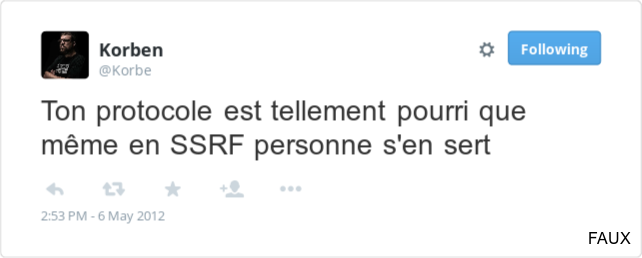 Korben
@Korbe
Following
Ton protocole est tellement pourri que
même en SSRF personne s'en sert
2:53 PM - 6 May 2012
FAUX